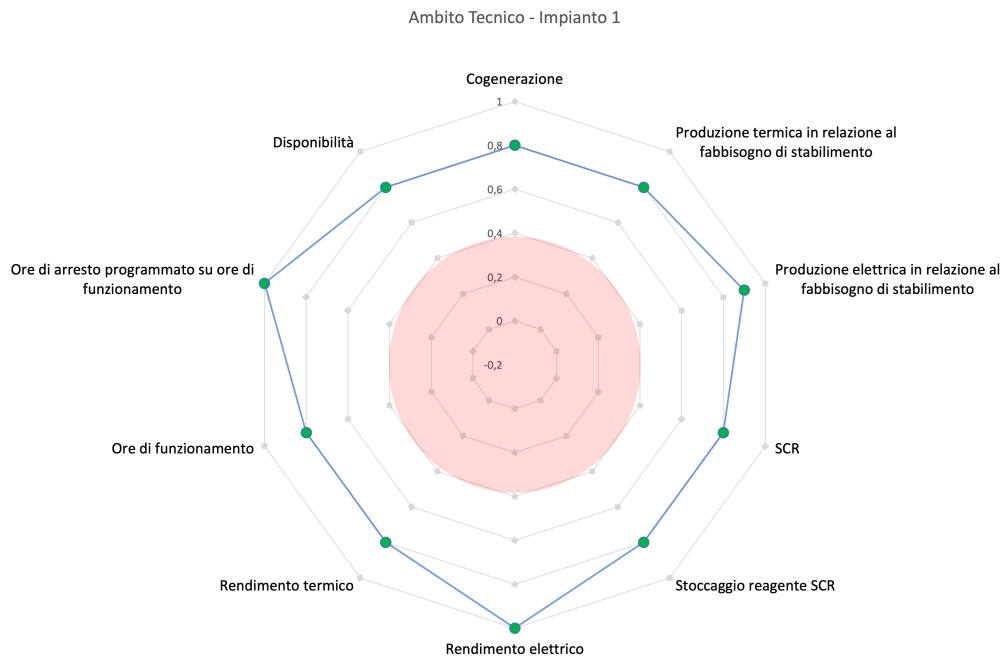 Ambito Tecnico - Impianto 1
Cogenerazione
1
Produzione termica in relazione al
fabbisogno di stabilimento
Disponibilità
0,8
0,6
0,4
Ore di arresto programmato su ore di
funzionamento
Produzione elettrica in relazione al
fabbisogno di stabilimento
0,2
0
-0,2
Ore di funzionamento
SCR
Rendimento termico
Stoccaggio reagente SCR
Rendimento elettrico